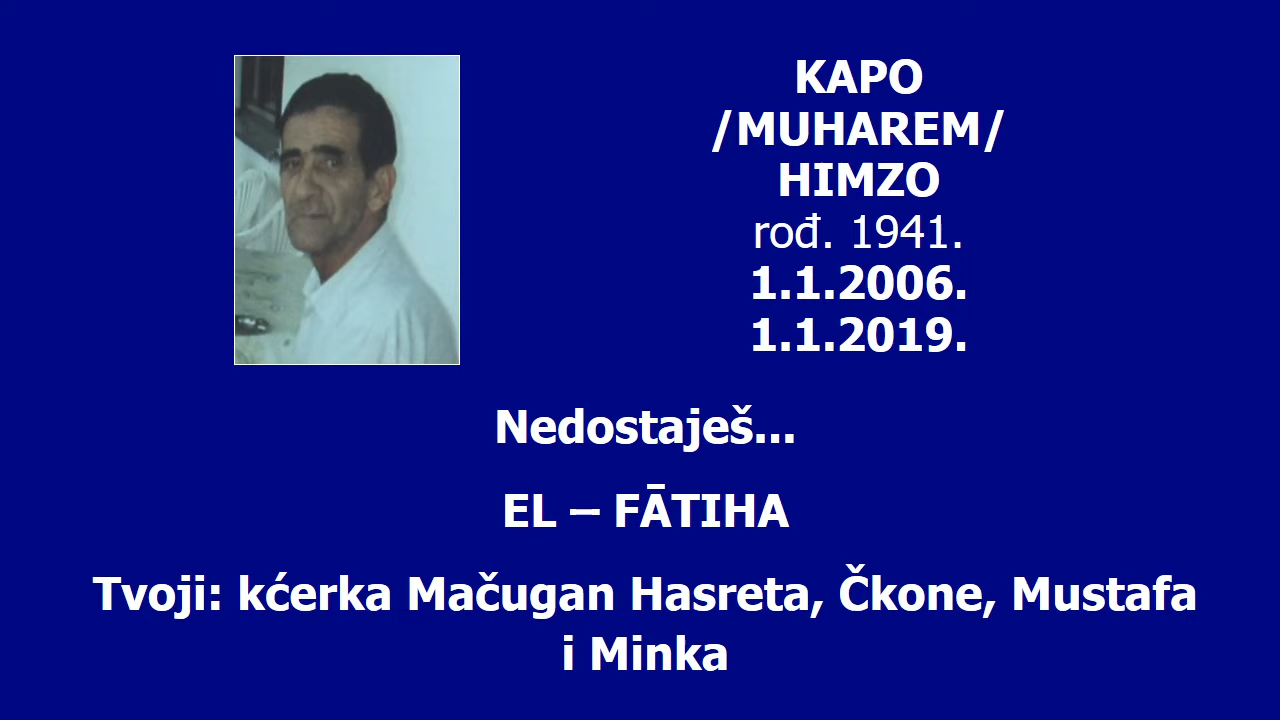 KAPO
/MUHAREM/
HIMZO
rođ. 1941.
1.1.2006.
1.1.2019.
Nedostaješ...
EL – FĀTIHA
Tvoji: kćerka Mačugan Hasreta, Čkone, Mustafa
i Minka